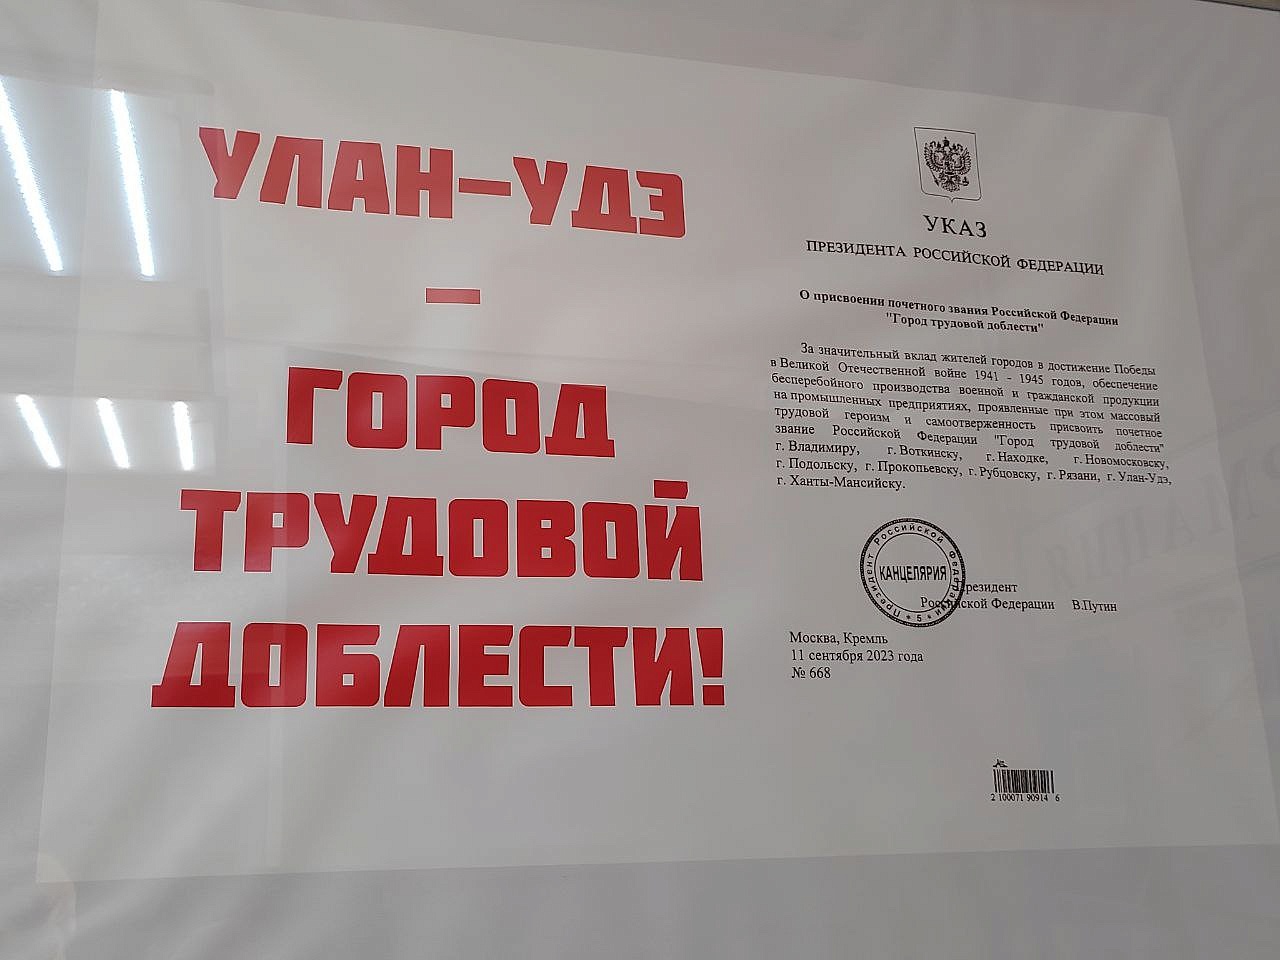 УЛАН-УДЭ
–
ГОРОД
ТРУДОВОЙ
ДОБЛЕСТИ!
УКАЗ
ПРЕЗИДЕНТА РОССИЙСКОЙ ФЕДЕРАЦИИ
О присвоении почетного звания Российской Федерации
"Город трудовой доблести"
За значительный вклад жителей городов в достижение Победы
в Великой Отечественной войне 1941 - 1945 годов, обеспечение
бесперебойного производства военной и гражданской продукции
на промышленных предприятиях, проявленные при этом массовый
трудовой героизм и самоотверженность присвоить почетное
звание Российской Федерации "Город трудовой доблести"
г. Владимиру, г. Воткинску, г. Находке, г. Новомосковску,
г. Подольску, г. Прокопьевску, г. Рубцовску, г. Рязани, г. Улан-Удэ,
г. Ханты-Мансийску.
Президент Российской Федерации
* 5 *
КАНЦЕЛЯРИЯ
Президент
Российской Федерации В.Путин
Москва, Кремль
11 сентября 2023 года
№ 668
2 100071 90914 6